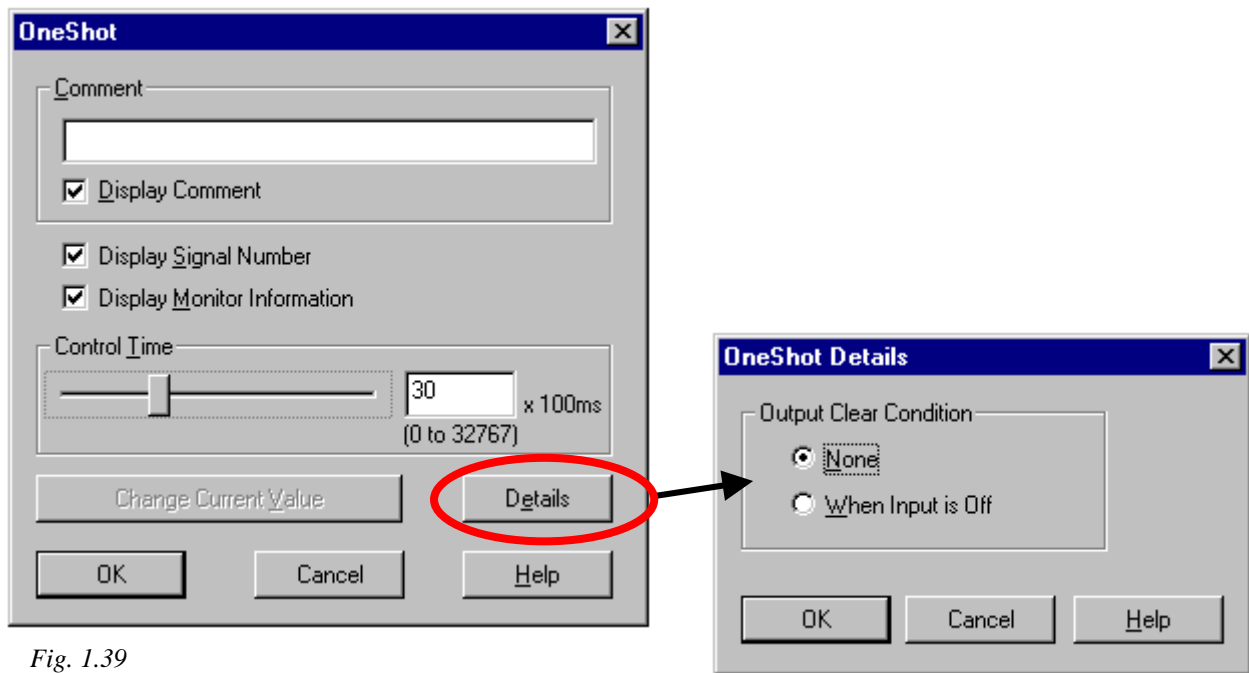 OneShot
Comment
Display Comment
Display Signal Number
Display Monitor Information
Control Time
30
x 100ms
(0 to 32767)
Change Current Value
Details
OK
Cancel
Help
OneShot Details
Output Clear Condition
None
When Input is Off
OK
Cancel
Help
Fig. 1.39